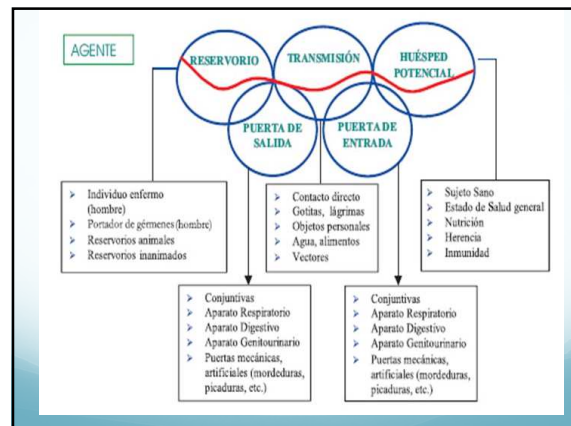 AGENTE
RESERVORIO
TRANSMISIÓN
HUÉSPED
POTENCIAL
PUERTA DE
SALIDA
PUERTA DE
ENTRADA
Individuo enfermo
(hombre)
Portador de gérmenes (hombre)
Reservorios animales
Reservorios inanimados
Contacto directo
Gotitas, lágrimas
Objetos personales
Agua, alimentos
Vectores
Sujeto Sano
Estado de Salud general
Nutrición
Herencia
Inmunidad
Conjuntivas
Aparato Respiratorio
Aparato Digestivo
Aparato Genitourinario
Puertas mecánicas,
artificiales (mordeduras,
picaduras, etc.)
Conjuntivas
Aparato Respiratorio
Aparato Digestivo
Aparato Genitourinario
Puertas mecánicas,
artificiales (mordeduras,
picaduras, etc.)